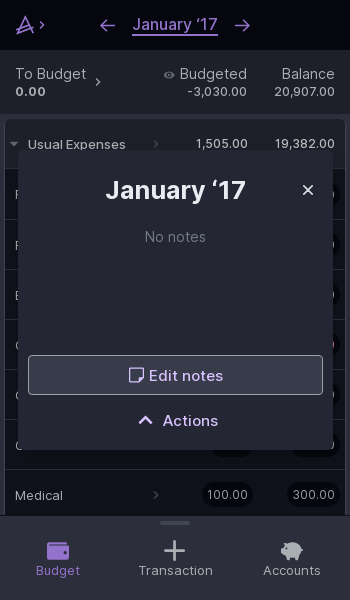 January ‘17
To Budget
Budgeted
Balance
0.00
-3,030.00
20,907.00
Usual Expenses
1,505.00
19,382.00
January ‘17
No notes
Edit notes
Actions
Medical
100.00
300.00
Budget
Transaction
Accounts